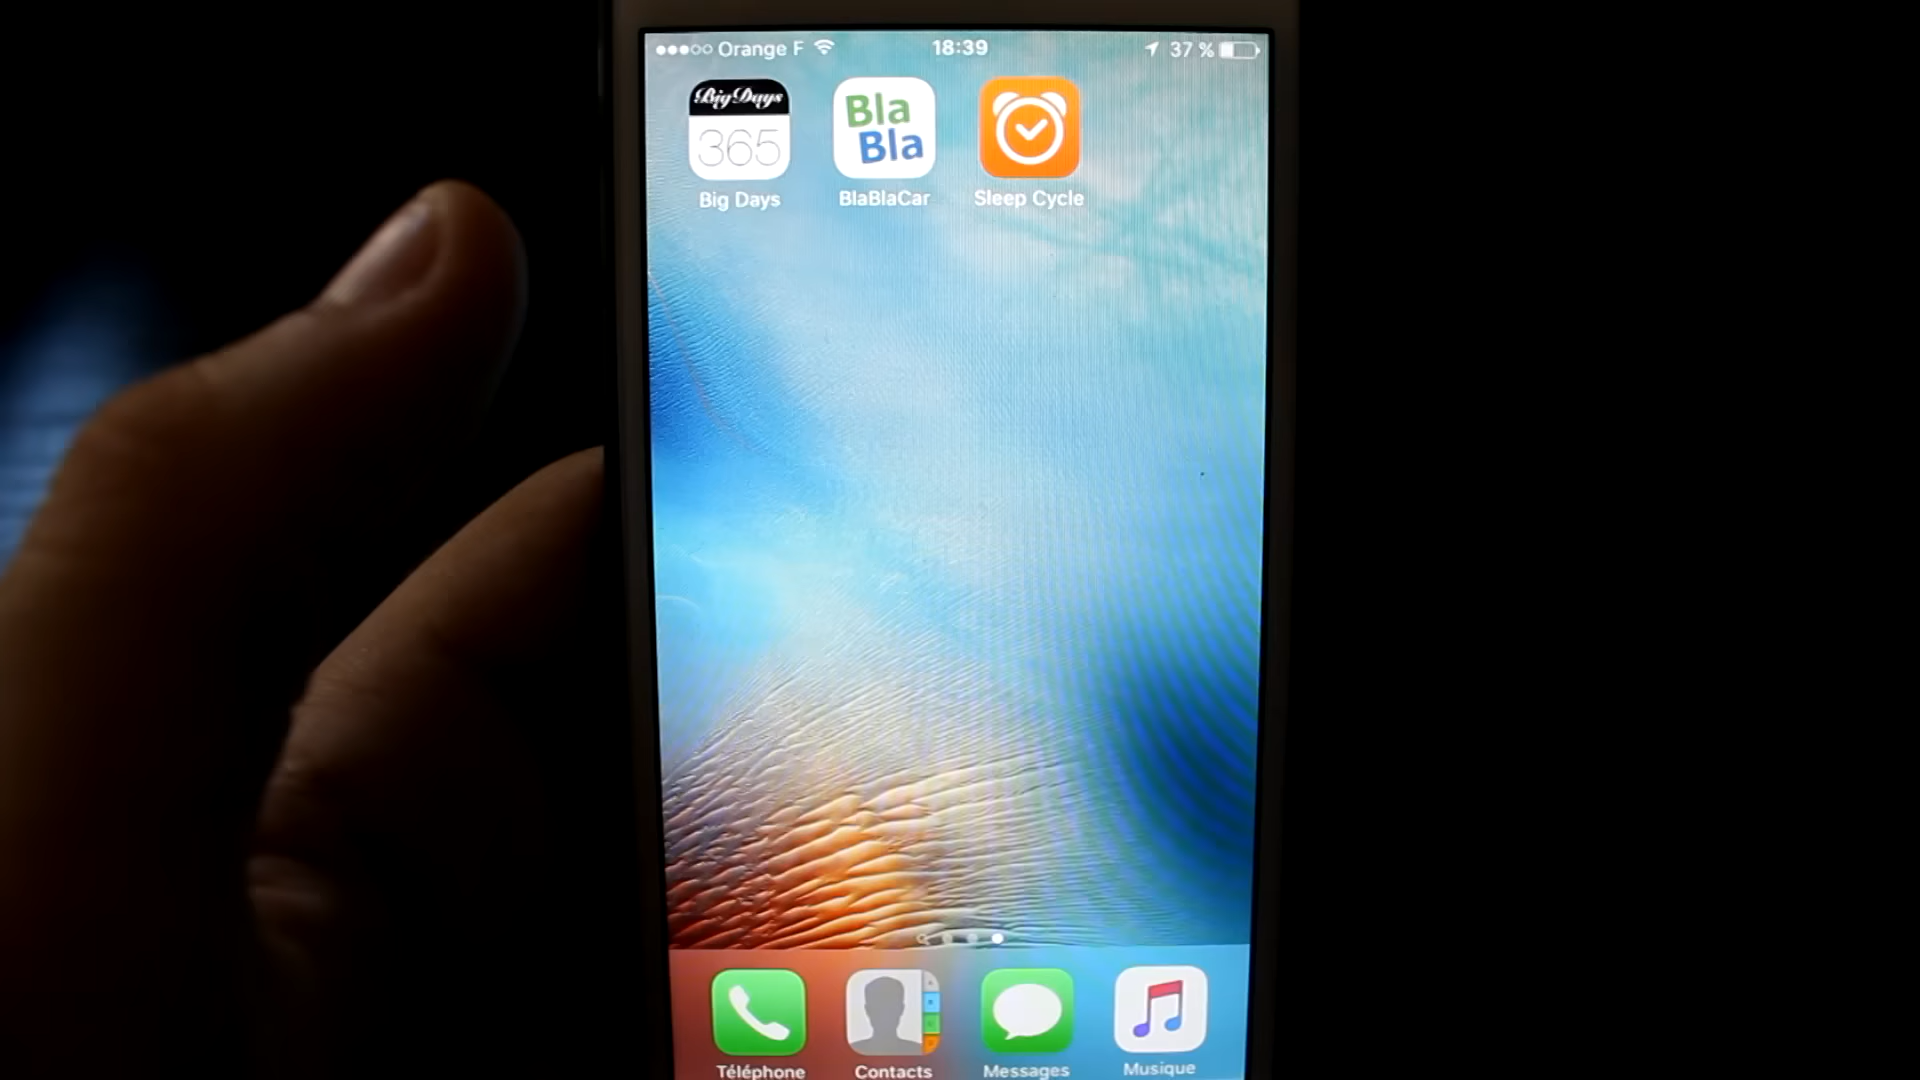 Orange F 18:39 37 %
Big Days
365
Bla
Bla
Big Days BlaBlaCar Sleep Cycle
Téléphone Contacts Messages Musique